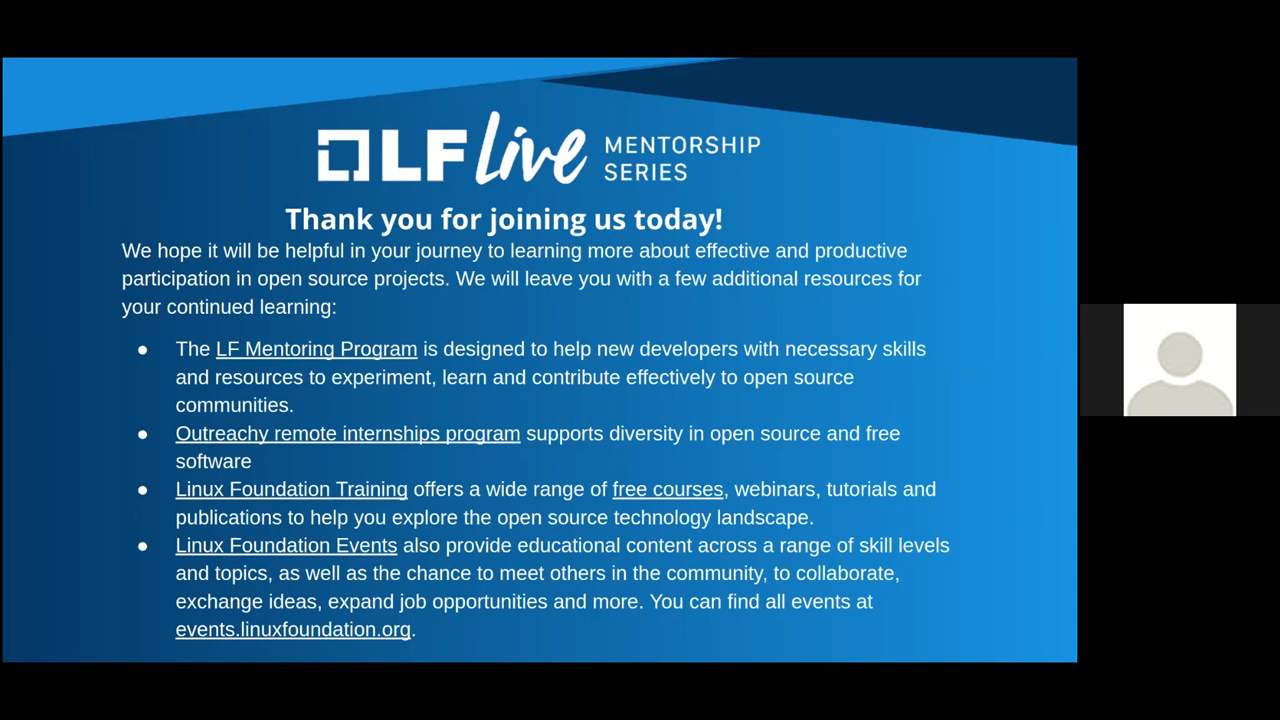 LF Live MENTORSHIP
SERIES
Thank you for joining us today!
We hope it will be helpful in your journey to learning more about effective and productive
participation in open source projects. We will leave you with a few additional resources for
your continued learning:
● The LF Mentoring Program is designed to help new developers with necessary skills
and resources to experiment, learn and contribute effectively to open source
communities.
● Outreachy remote internships program supports diversity in open source and free
software
● Linux Foundation Training offers a wide range of free courses, webinars, tutorials and
publications to help you explore the open source technology landscape.
● Linux Foundation Events also provide educational content across a range of skill levels
and topics, as well as the chance to meet others in the community, to collaborate,
exchange ideas, expand job opportunities and more. You can find all events at
events.linuxfoundation.org.